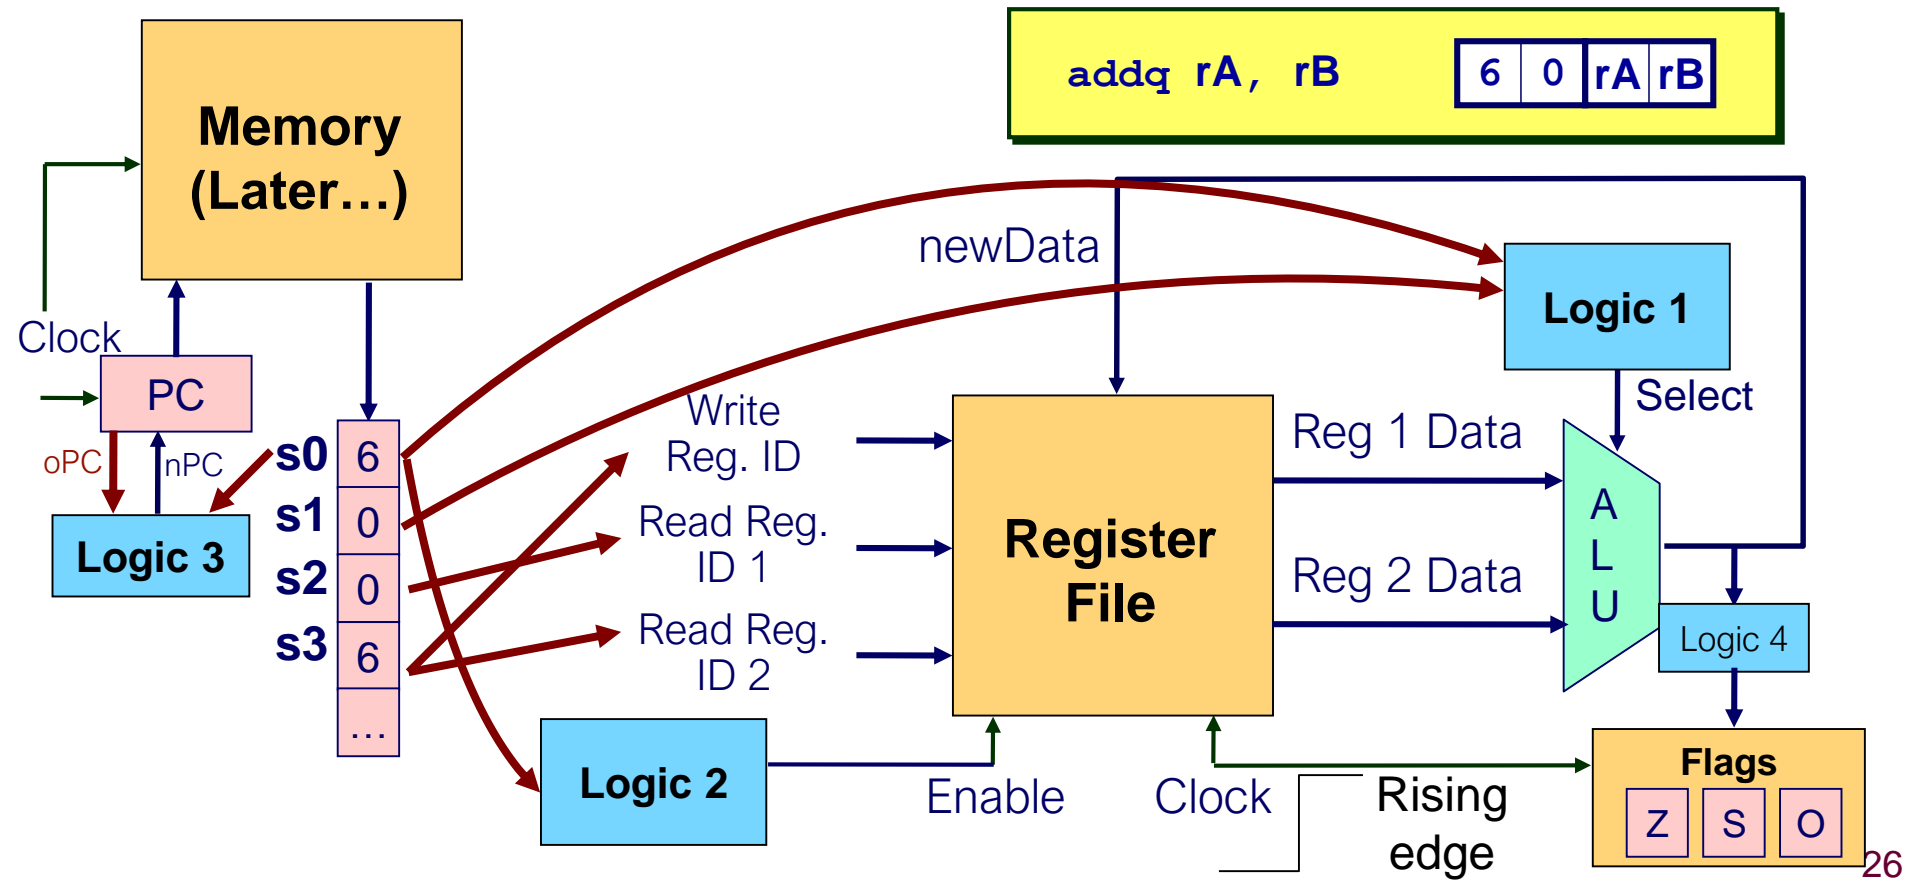 addq rA, rB
6 0 rA rB
Memory
(Later…)
newData
Logic 1
Clock
PC
Select
oPC
nPC
s0 6
s1 0
s2 0
s3 6
…
Write
Reg. ID
Read Reg.
ID 1
Read Reg.
ID 2
Register
File
Reg 1 Data
Reg 2 Data
A
L
U
Logic 3
Logic 4
Logic 2
Enable
Clock
Rising
edge
Flags
Z S O
26